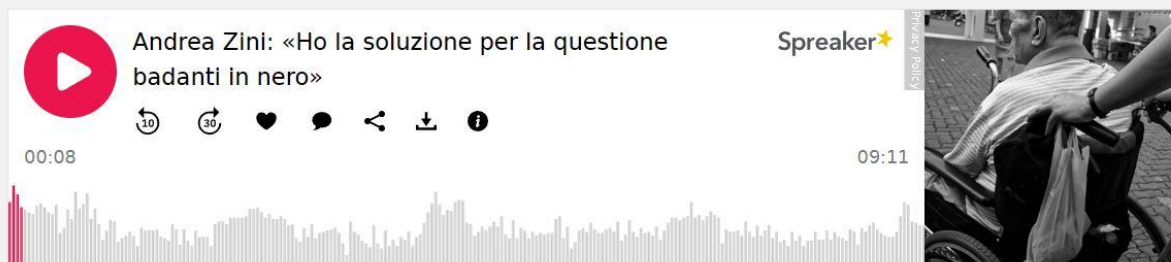 Andrea Zini: «Ho la soluzione per la questione
badanti in nero»
Spreaker
Privacy Policy
10
30
00:08
09:11